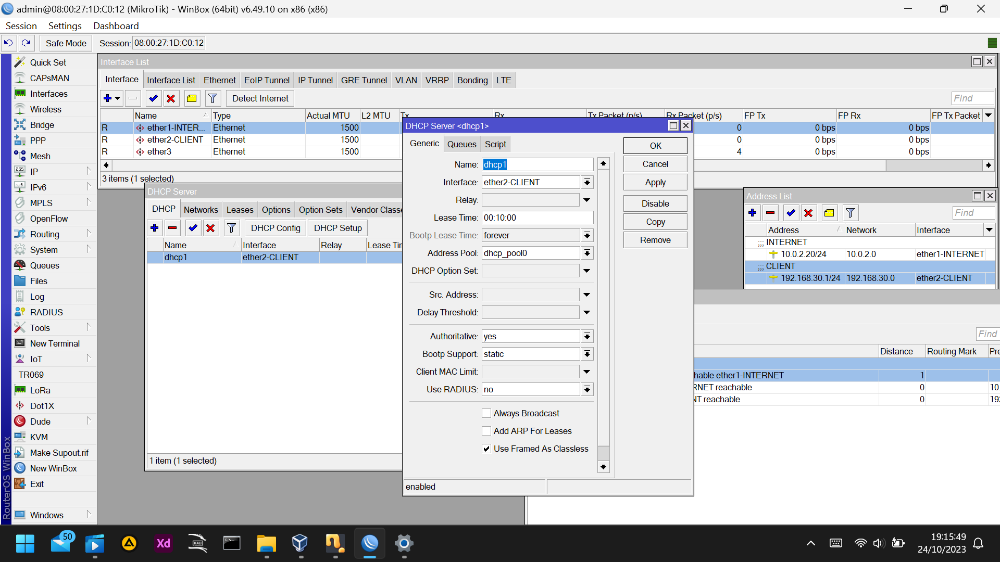 admin@08:00:27:1D:C0:12 (MikroTik) - WinBox (64bit) v6.49.10 on x86 (x86)
Session Settings Dashboard
Safe Mode Session: 08:00:27:1D:C0:12
Quick Set
CAPsMAN
Interfaces
Wireless
Bridge
PPP
Mesh
IP
IPv6
MPLS
OpenFlow
Routing
System
Queues
Files
Log
RADIUS
Tools
New Terminal
IoT
TR069
LoRa
Dot1X
Dude
KVM
Make Supout.rif
New WinBox
Exit
Windows
RouterOS WinBox
Interface List
Interface Interface List Ethernet EoIP Tunnel IP Tunnel GRE Tunnel VLAN VRRP Bonding LTE
Detect Internet Find
Name Type Actual MTU L2 MTU Tx Rx Tx Packet (p/s) Rx Packet (p/s) FP Tx FP Rx FP Tx Packet
R ether1-INTER... Ethernet 1500 0 0 bps 0 bps
R ether2-CLIENT Ethernet 1500 0 0 bps 0 bps
R ether3 Ethernet 1500 4 0 bps 0 bps
3 items (1 selected)
DHCP Server
DHCP Networks Leases Options Option Sets Vendor Classe
DHCP Config DHCP Setup
Name Interface Relay Lease Tim
dhcp1 ether2-CLIENT
1 item (1 selected)
DHCP Server <dhcp1>
Generic Queues Script
Name: dhcp1
Interface: ether2-CLIENT
Relay:
Lease Time: 00:10:00
Bootp Lease Time: forever
Address Pool: dhcp_pool0
DHCP Option Set:
Src. Address:
Delay Threshold:
Authoritative: yes
Bootp Support: static
Client MAC Limit:
Use RADIUS: no
Always Broadcast
Add ARP For Leases
Use Framed As Classless
enabled
OK
Cancel
Apply
Disable
Copy
Remove
Address List
Find
Address Network Interface
;;; INTERNET
10.0.2.20/24 10.0.2.0 ether1-INTERNET
;;; CLIENT
192.168.30.1/24 192.168.30.0 ether2-CLIENT
Find
Distance Routing Mark Pre
hable ether1-INTERNET 1
RNET reachable 0 10.
NT reachable 0 192
50
Xd
KALI
19:15:49
24/10/2023